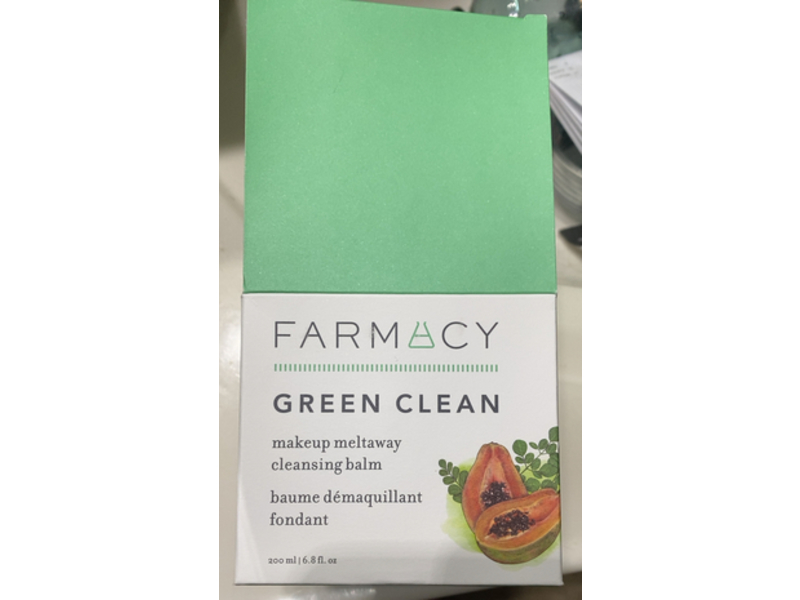 FARMACY
GREEN CLEAN
makeup meltaway
cleansing balm
baume démaquillant
fondant
200 ml | 6.8 fl. oz